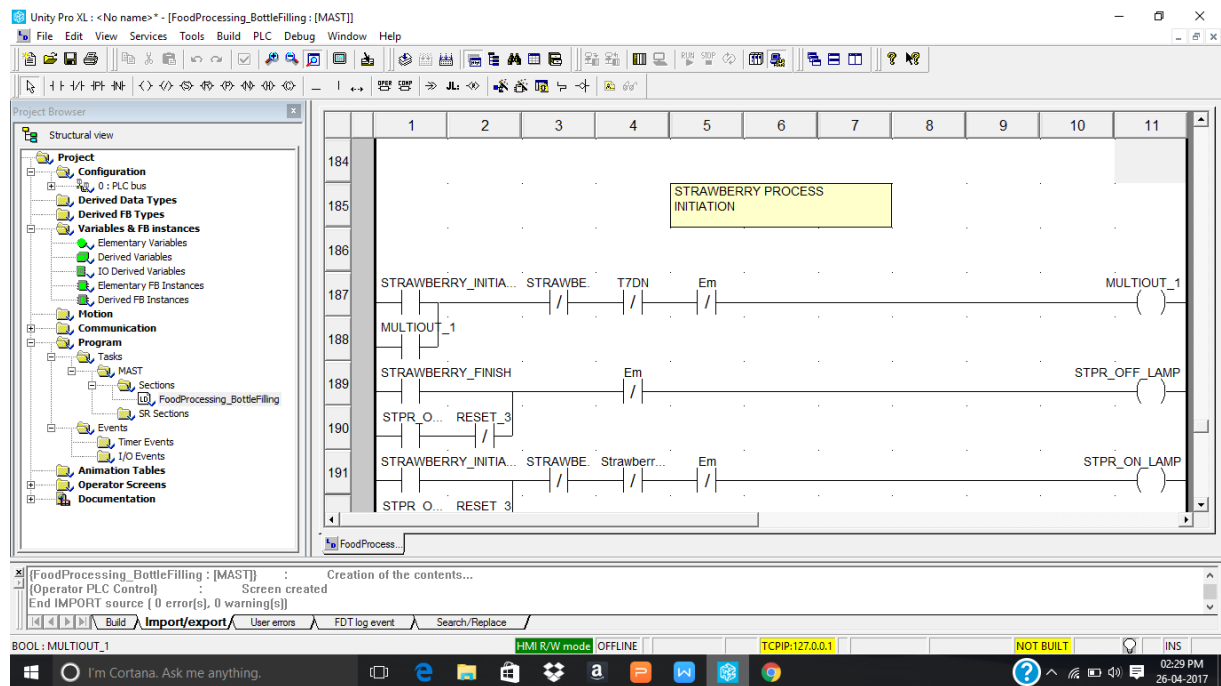 Unity Pro XL : <No name>* - [FoodProcessing_BottleFilling : [MAST]]
File Edit View Services Tools Build PLC Debug Window Help
Project Browser
Structural view
Project
Configuration
0 : PLC bus
Derived Data Types
Derived FB Types
Variables & FB instances
Elementary Variables
Derived Variables
IO Derived Variables
Elementary FB Instances
Derived FB Instances
Motion
Communication
Program
Tasks
MAST
Sections
FoodProcessing_BottleFilling
SR Sections
Events
Timer Events
I/O Events
Animation Tables
Operator Screens
Documentation
1 2 3 4 5 6 7 8 9 10 11
184
185
STRAWBERRY PROCESS
INITIATION
186
STRAWBERRY_INITIA... STRAWBE. T7DN Em MULTIOUT_1
187
MULTIOUT_1
188
STRAWBERRY_FINISH Em STPR_OFF_LAMP
189
STPR_O... RESET_3
190
STRAWBERRY_INITIA... STRAWBE. Strawberr... Em STPR_ON_LAMP
191
STPR_O... RESET_3
FoodProcess...
{FoodProcessing_BottleFilling : [MAST]} : Creation of the contents...
{Operator PLC Control} : Screen created
End IMPORT source ( 0 error(s), 0 warning(s))
Build Import/export User errors FDT log event Search/Replace
BOOL : MULTIOUT_1 HMI R/W mode OFFLINE TCPIP:127.0.0.1 NOT BUILT INS
I'm Cortana. Ask me anything.
02:29 PM
26-04-2017